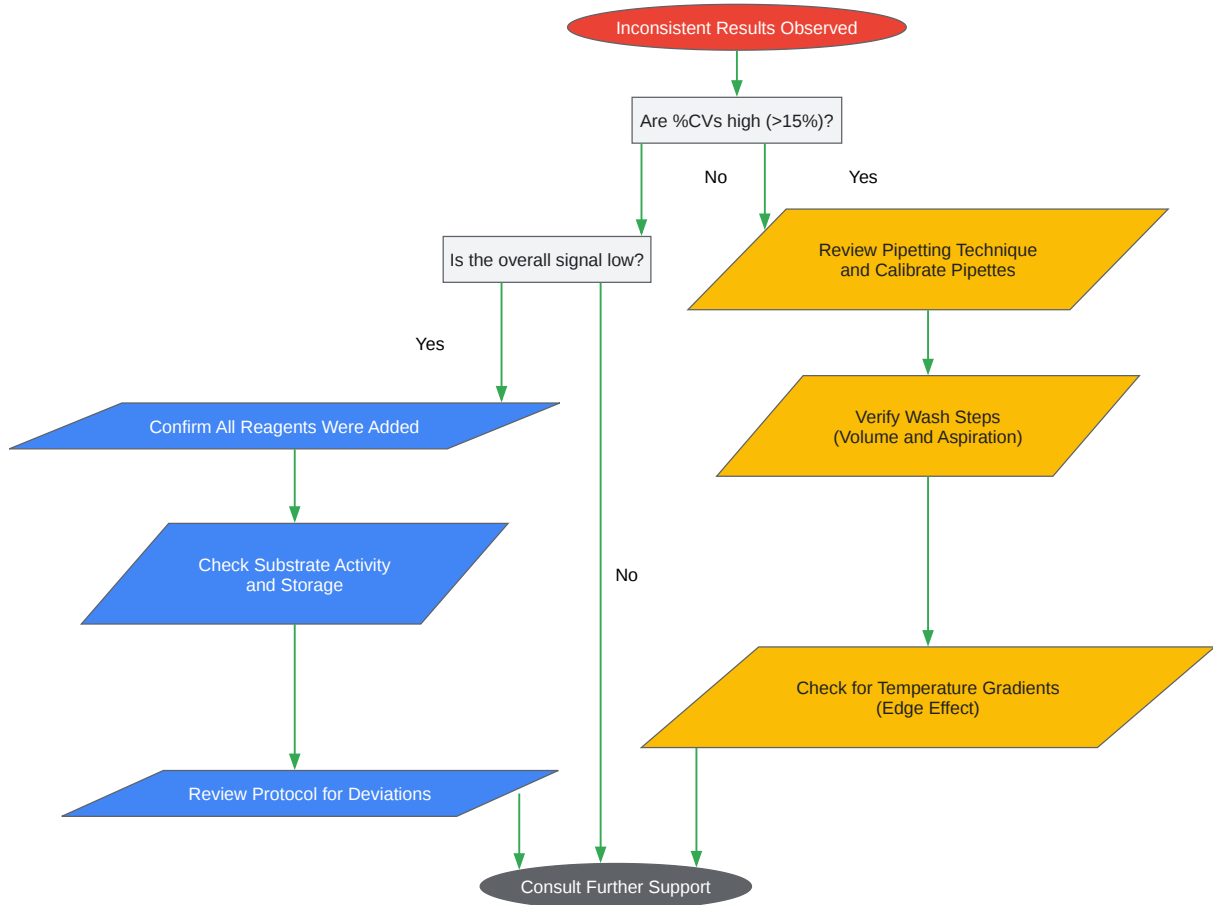 Inconsistent Results Observed
Are %CVs high (>15%)?
No
Yes
Is the overall signal low?
Review Pipetting Technique
and Calibrate Pipettes
Yes
Confirm All Reagents Were Added
Verify Wash Steps
(Volume and Aspiration)
Check Substrate Activity
and Storage
No
Check for Temperature Gradients
(Edge Effect)
Review Protocol for Deviations
Consult Further Support